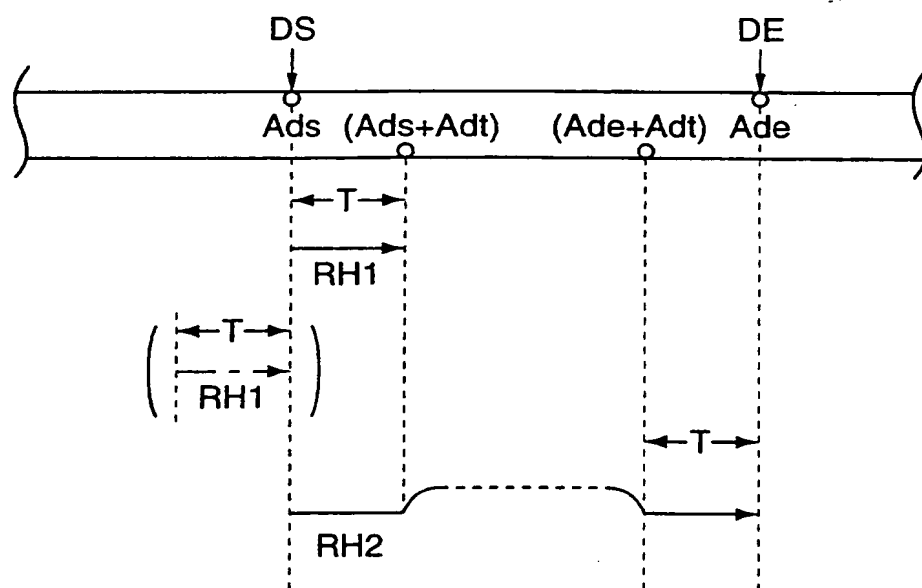 DS DE
Ads (Ads+Adt) (Ade+Adt) Ade
T
RH1
T
RH1
T
RH2